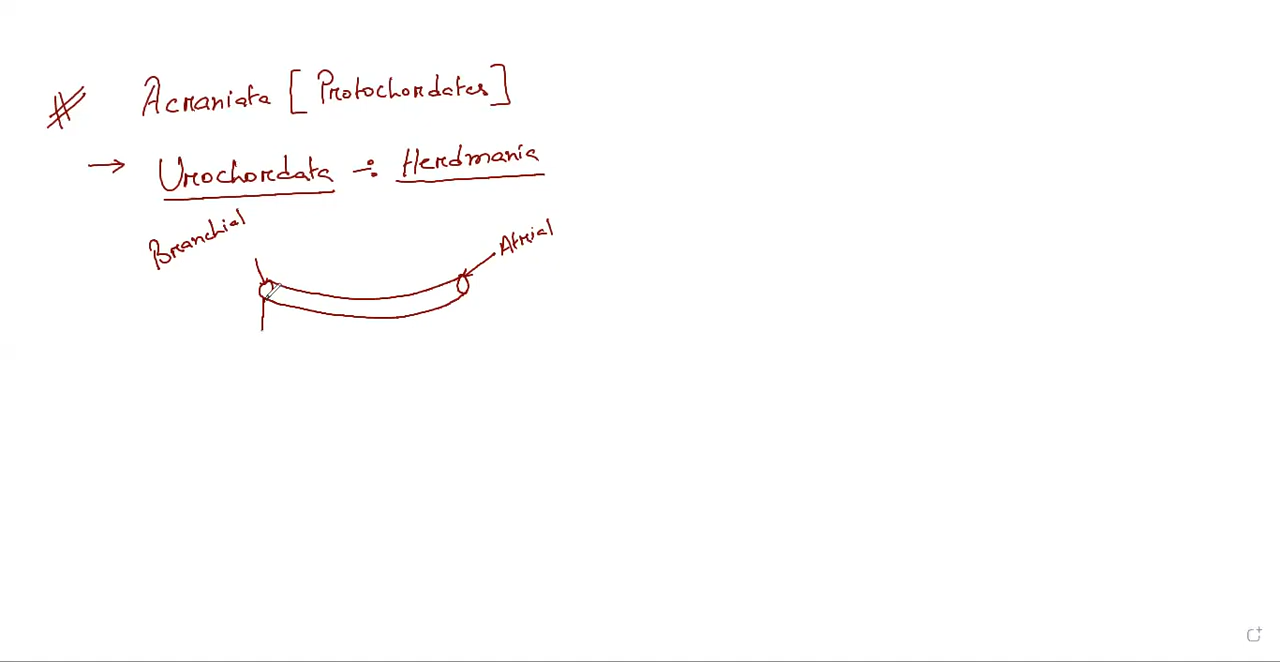 # Acraniata [Protochordates]
→ Urochordata ÷ Herdmania
Branchial
Atrial